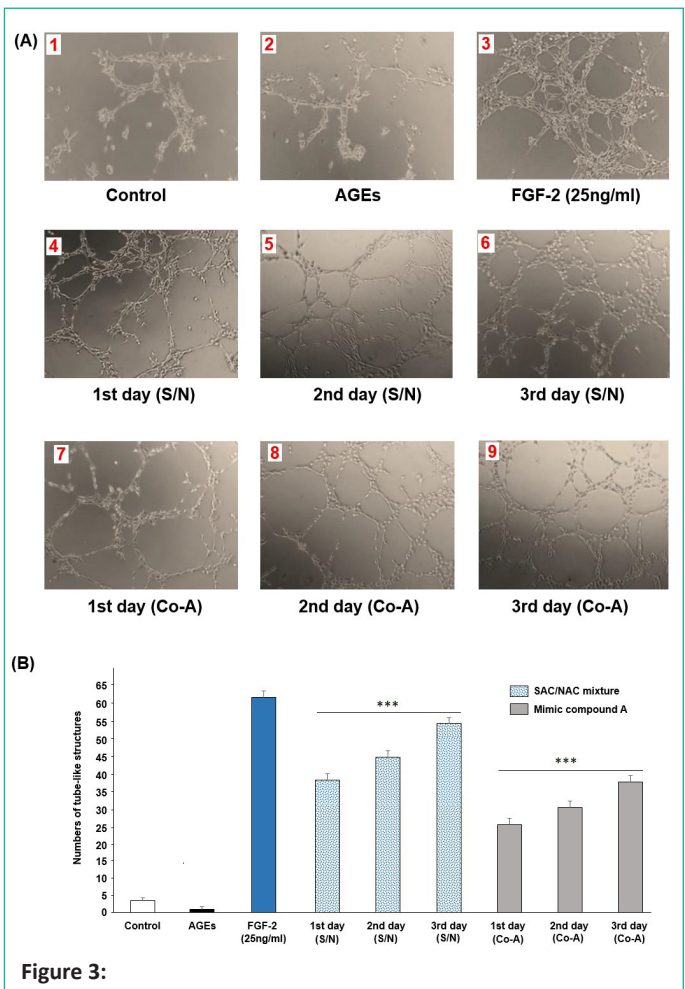 (A)
1
2
3
Control
AGEs
FGF-2 (25ng/ml)
4
5
6
1st day (S/N)
2nd day (S/N)
3rd day (S/N)
7
8
9
1st day (Co-A)
2nd day (Co-A)
3rd day (Co-A)
(B)
Numbers of tube-like structures
65
60
55
50
45
40
35
30
25
20
15
10
5
0
***
***
SAC/NAC mixture
Mimic compound A
Control
AGEs
FGF-2
(25ng/ml)
1st day
(S/N)
2nd day
(S/N)
3rd day
(S/N)
1st day
(Co-A)
2nd day
(Co-A)
3rd day
(Co-A)
Figure 3: